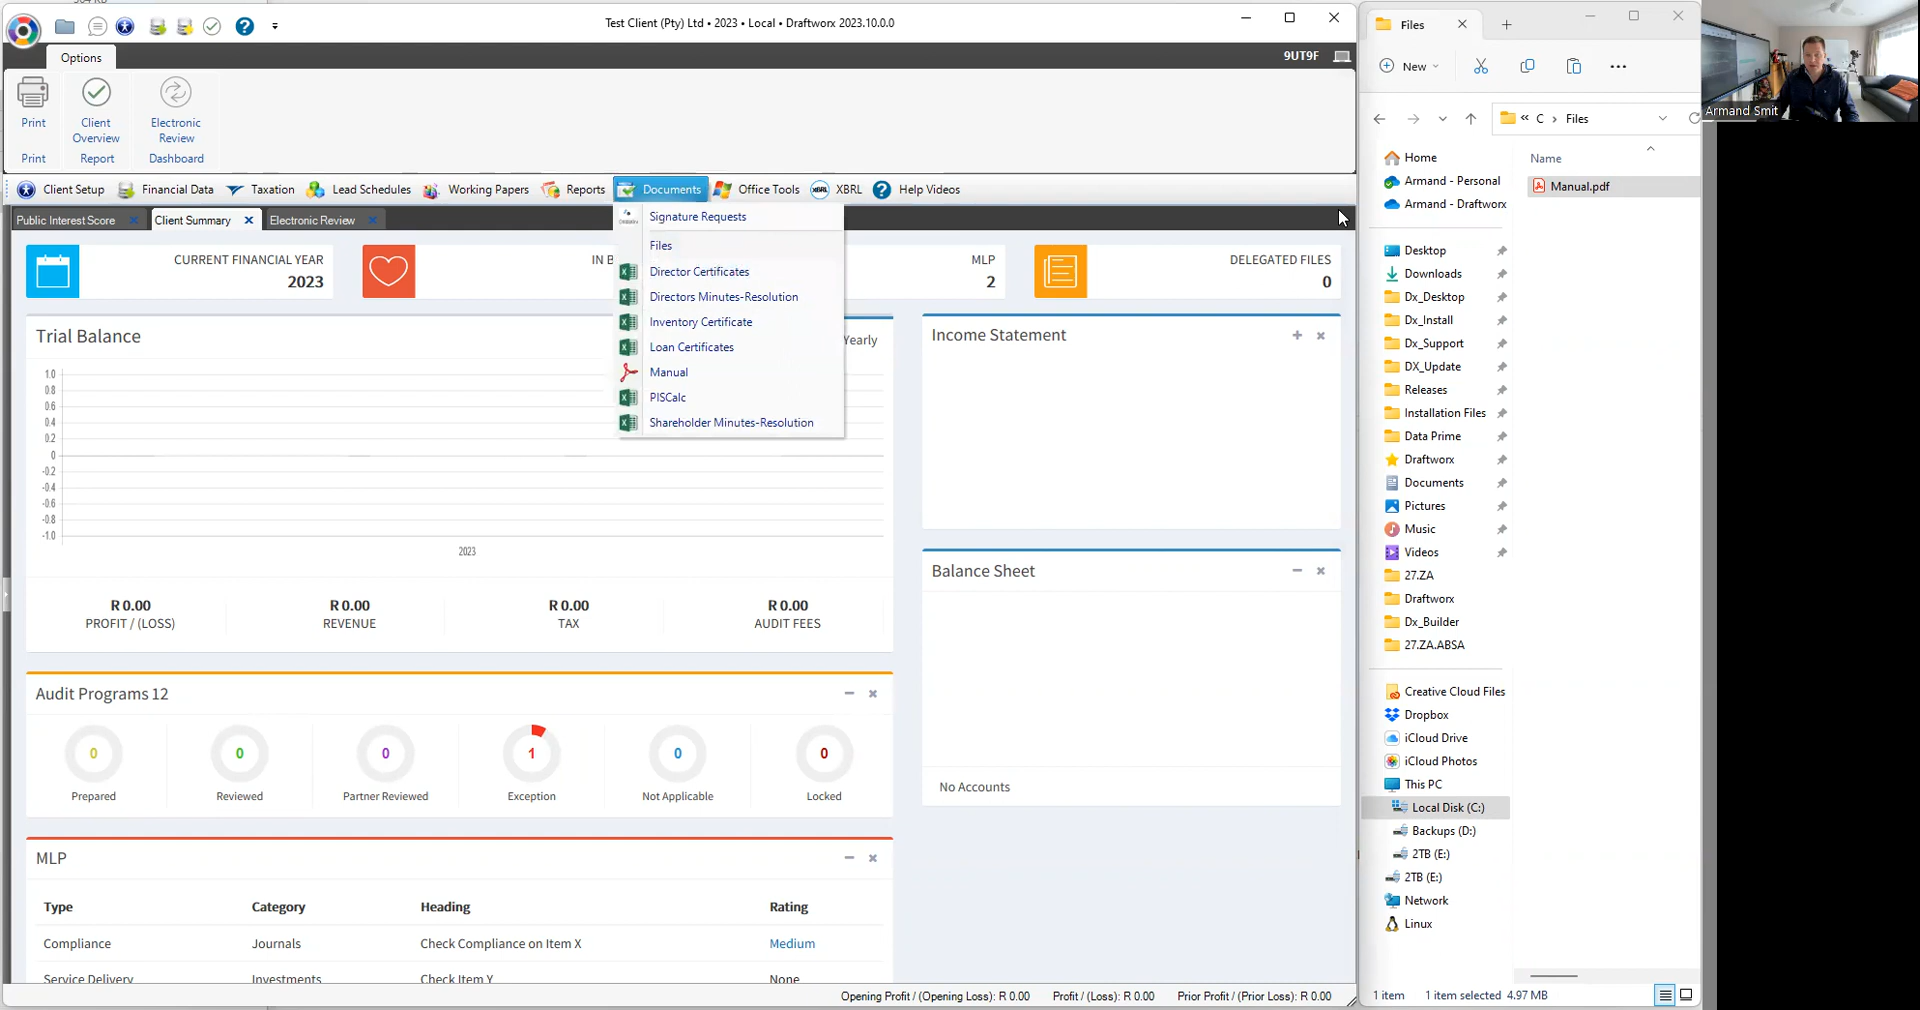 Test Client (Pty) Ltd • 2023 • Local • Draftworx 2023.10.0.0
Options
9UT9F
Print
Client Overview
Electronic Review
Print
Report
Dashboard
Client Setup
Financial Data
Taxation
Lead Schedules
Working Papers
Reports
Documents
Office Tools
XBRL
Help Videos
Public Interest Score
Client Summary
Electronic Review
Signature Requests
Files
Director Certificates
Directors Minutes-Resolution
Inventory Certificate
Loan Certificates
Manual
PISCalc
Shareholder Minutes-Resolution
CURRENT FINANCIAL YEAR
2023
IN B
MLP
2
DELEGATED FILES
0
Trial Balance
Yearly
1.0
0.8
0.6
0.4
0.2
0
-0.2
-0.4
-0.6
-0.8
-1.0
2023
R 0.00
PROFIT / (LOSS)
R 0.00
REVENUE
R 0.00
TAX
R 0.00
AUDIT FEES
Income Statement
Balance Sheet
No Accounts
Audit Programs 12
0
Prepared
0
Reviewed
0
Partner Reviewed
1
Exception
0
Not Applicable
0
Locked
MLP
Type Category Heading Rating
Compliance Journals Check Compliance on Item X Medium
Service Delivery Investments Check Item Y None
Opening Profit / (Opening Loss): R 0.00 Profit / (Loss): R 0.00 Prior Profit / (Prior Loss): R 0.00
Files
New
C > Files
Name
Manual.pdf
Home
Armand - Personal
Armand - Draftworx
Desktop
Downloads
Dx_Desktop
Dx_Install
Dx_Support
DX_Update
Releases
Installation Files
Data Prime
Draftworx
Documents
Pictures
Music
Videos
27.ZA
Draftworx
Dx_Builder
27.ZA.ABSA
Creative Cloud Files
Dropbox
iCloud Drive
iCloud Photos
This PC
Local Disk (C:)
Backups (D:)
2TB (E:)
2TB (E:)
Network
Linux
1 item 1 item selected 4.97 MB
Armand Smit